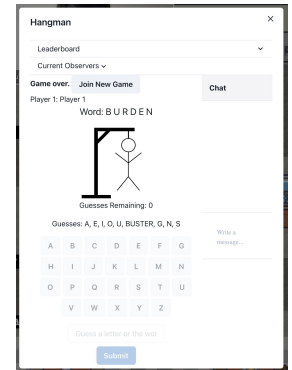 Hangman
×
Leaderboard
Current Observers
Game over. Join New Game
Player 1: Player 1
Word: B U R D E N
Guesses Remaining: 0
Guesses: A, E, I, O, U, BUSTER, G, N, S
A B C D E F G
H I J K L M N
O P Q R S T U
V W X Y Z
Guess a letter or the wor
Submit
Chat
Write a
message...